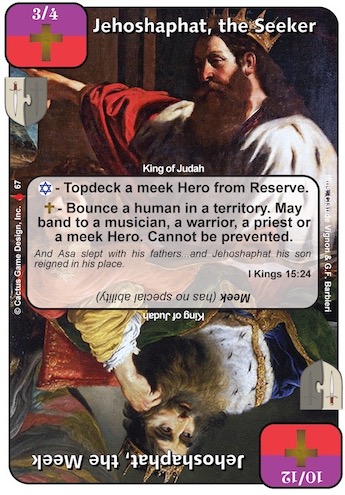 3/4
Jehoshaphat, the Seeker
King of Judah
- Topdeck a meek Hero from Reserve.
- Bounce a human in a territory. May
band to a musician, a warrior, a priest or
a meek Hero. Cannot be prevented.
And Asa slept with his fathers...and Jehoshaphat his son
reigned in his place.
I Kings 15:24
© Cactus Game Design, Inc.
67
Vignon & G.F. Barbieri
Meek (has no special ability)
King of Judah
Jehoshaphat, the Meek
10/12